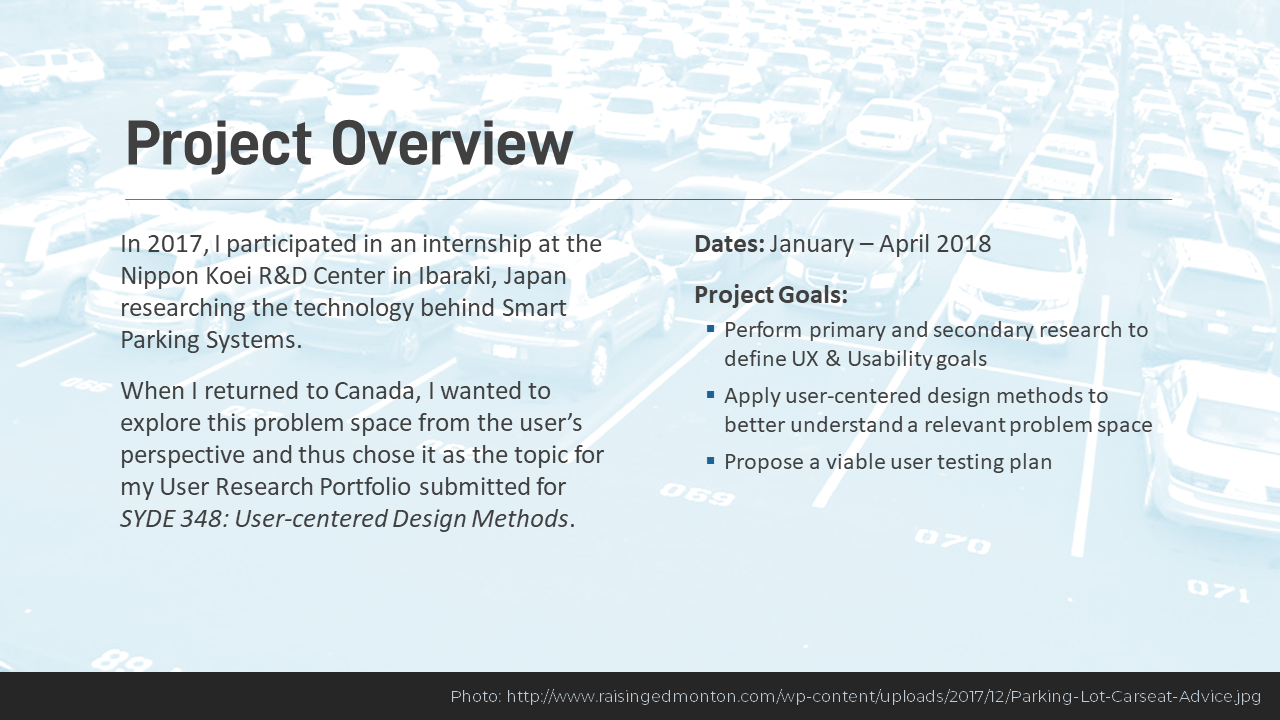 Project Overview
In 2017, I participated in an internship at the
Nippon Koei R&D Center in Ibaraki, Japan
researching the technology behind Smart
Parking Systems.
When I returned to Canada, I wanted to
explore this problem space from the user’s
perspective and thus chose it as the topic for
my User Research Portfolio submitted for
SYDE 348: User-centered Design Methods.
Dates: January – April 2018
Project Goals:
▪ Perform primary and secondary research to
define UX & Usability goals
▪ Apply user-centered design methods to
better understand a relevant problem space
▪ Propose a viable user testing plan
069
070
071
Photo: http://www.raisingedmonton.com/wp-content/uploads/2017/12/Parking-Lot-Carseat-Advice.jpg